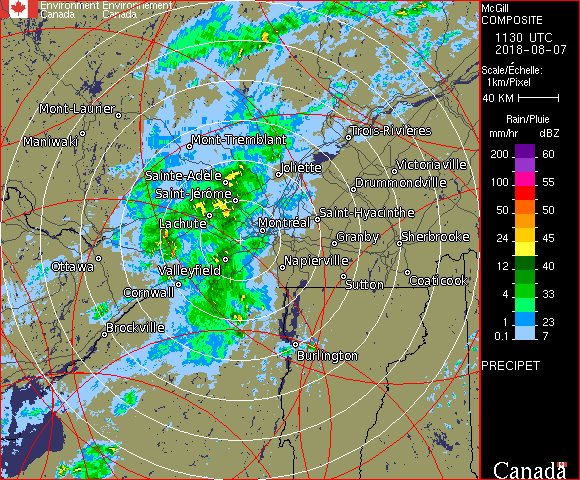 Environment Environnement
Canada Canada
McGill
COMPOSITE
1130 UTC
2018-08-07
Scale/Échelle:
1km/Pixel
40 KM
Rain/Pluie
mm/hr dBZ
200 60
100 55
50 50
24 45
12 40
4 33
1 23
0.1 7
PRECIPET
Canada
Mont-Laurier
Maniwaki
Mont-Tremblant
Trois-Rivières
Sainte-Adèle
Joliette
Victoriaville
Saint-Jérôme
Drummondville
Lachute
Montréal
Saint-Hyacinthe
Granby
Sherbrooke
Ottawa
Valleyfield
Napierville
Cornwall
Sutton
Coaticook
Brockville
Burlington